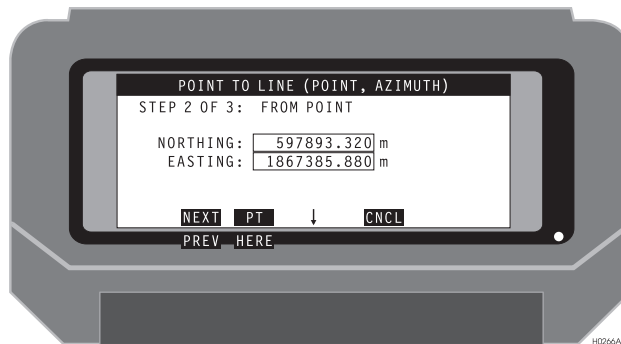 POINT TO LINE (POINT, AZIMUTH)
STEP 2 OF 3: FROM POINT
NORTHING: 597893.320 m
EASTING: 1867385.880 m
NEXT PT ↓ CNCL
PREV HERE
H0266A